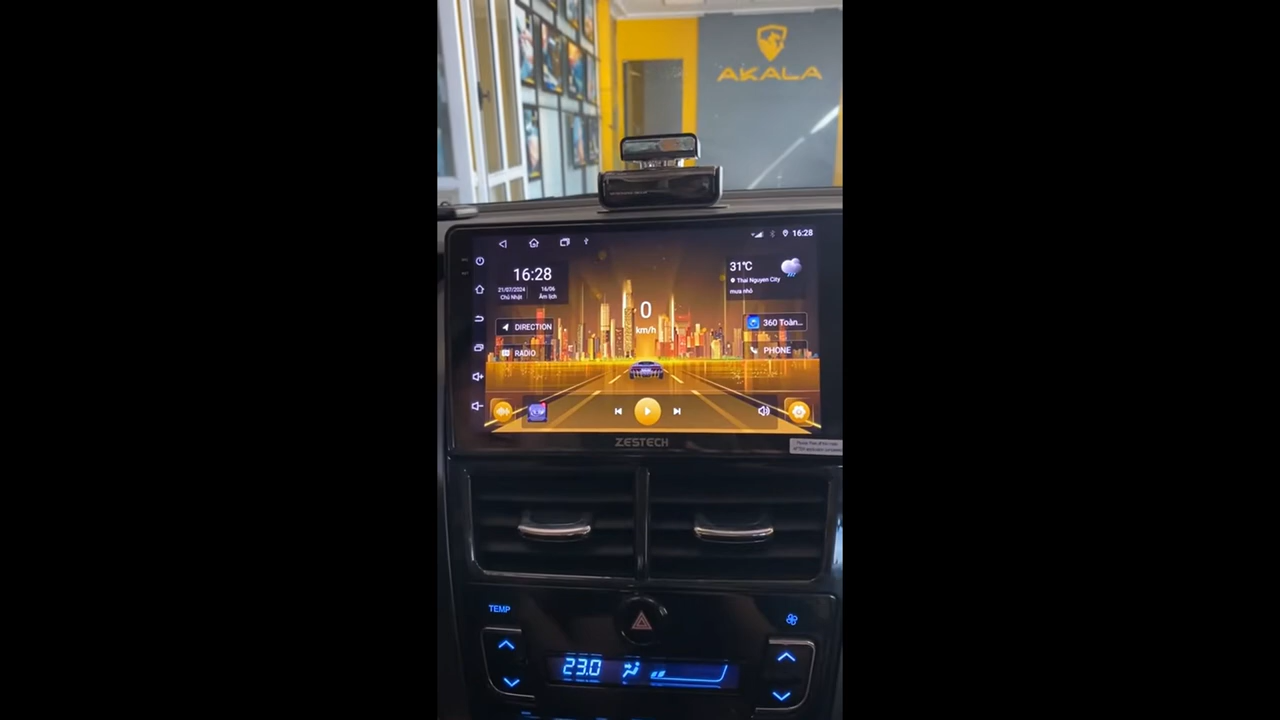 AKALA
16:28
16:28
21/07/2024
Chủ Nhật
16/06
Âm lịch
31°C
Thai Nguyen City
mưa nhỏ
0
km/h
DIRECTION
360 Toàn...
RADIO
PHONE
ZESTECH
TEMP
23.0